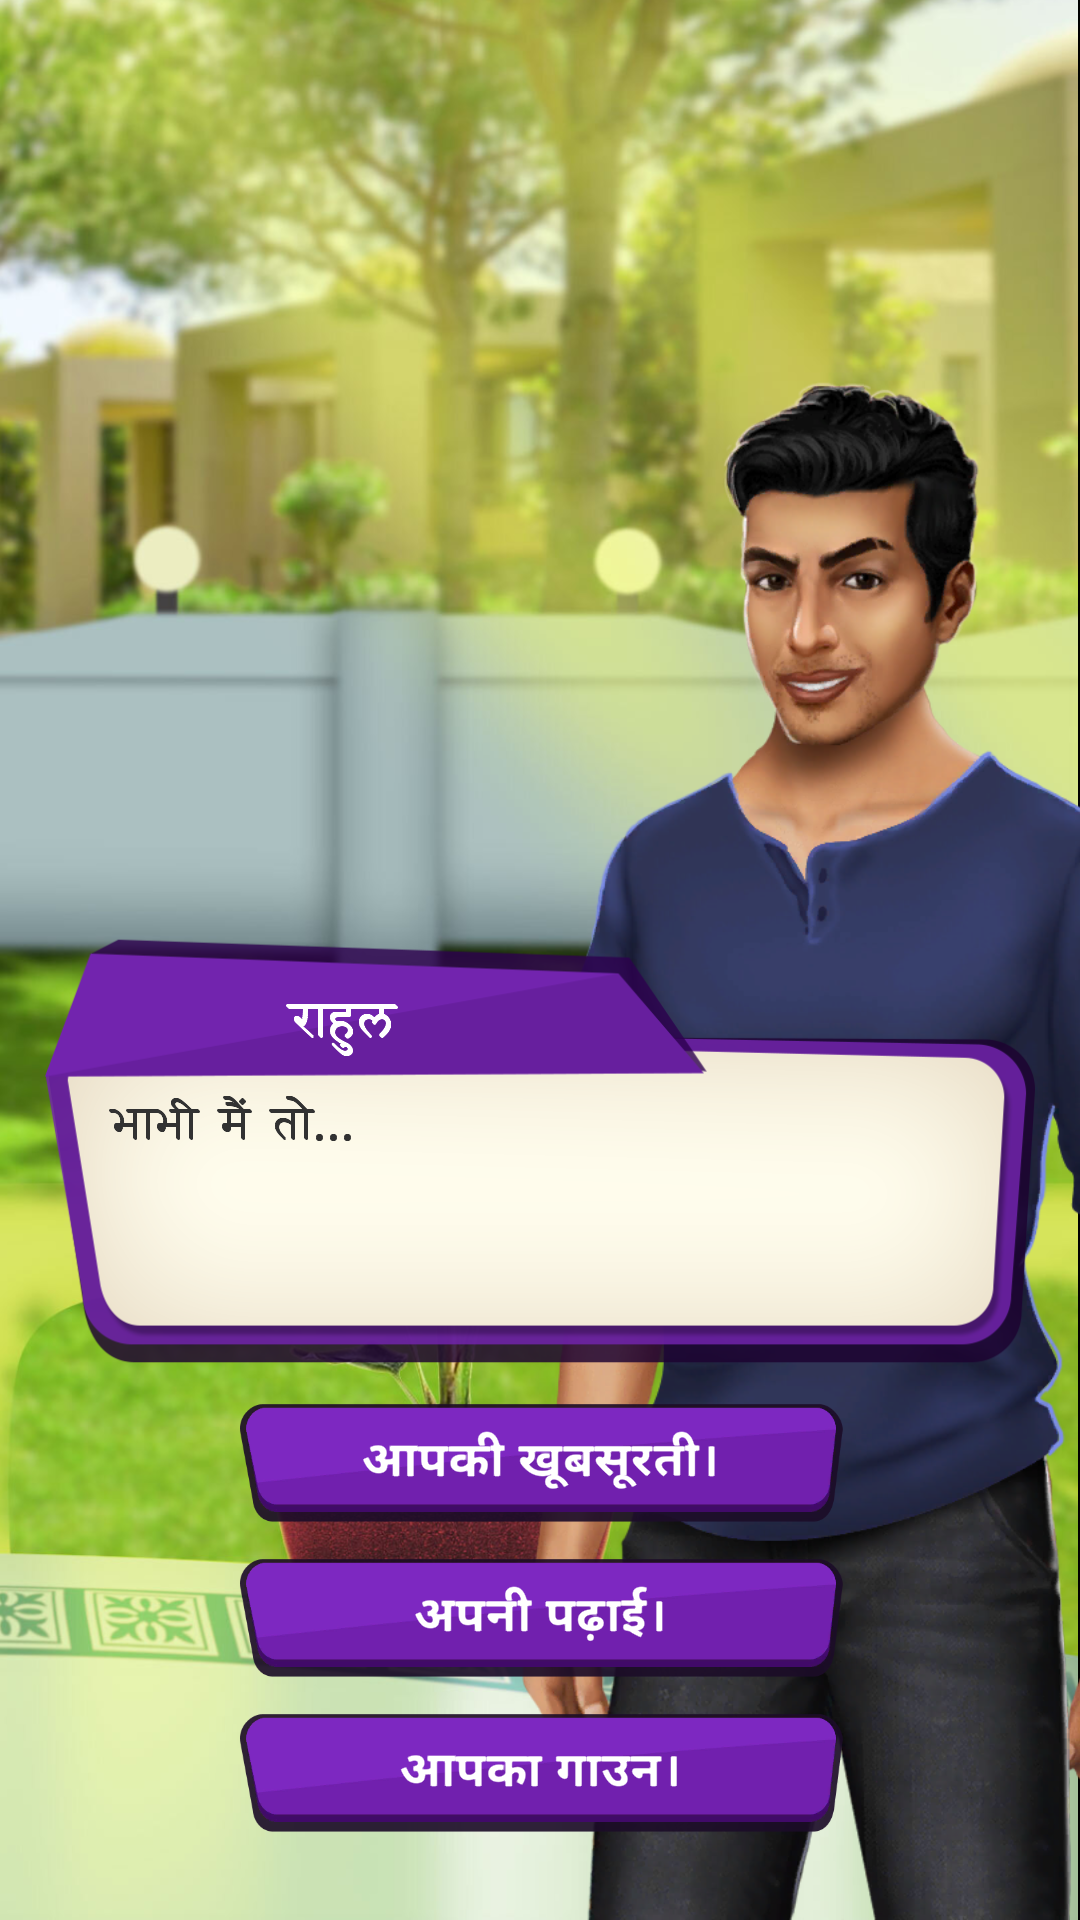 राहुल
भाभी मैं तो...
आपकी खूबसूरती।
अपनी पढ़ाई।
आपका गाउन।